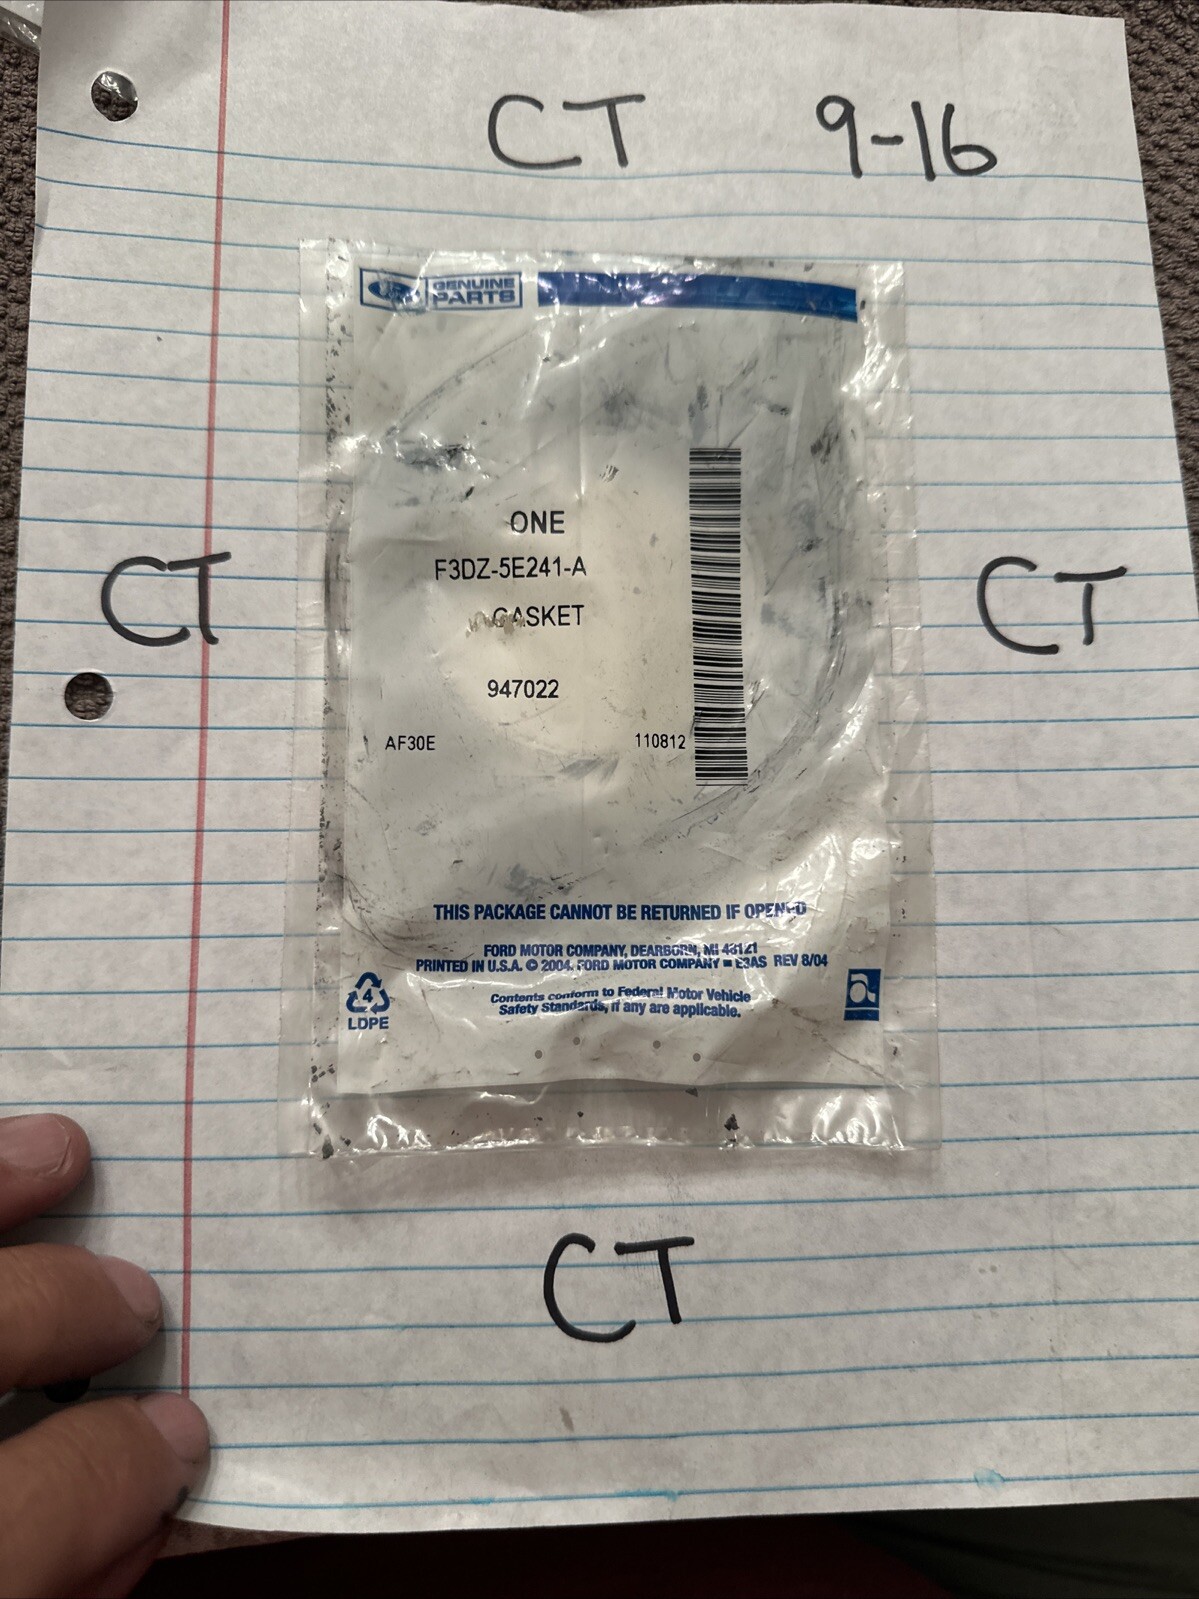 CT 9-16
Ford GENUINE PARTS
ONE
F3DZ-5E241-A
GASKET
947022
AF30E 110812
CT CT
THIS PACKAGE CANNOT BE RETURNED IF OPENED
FORD MOTOR COMPANY, DEARBORN, MI 48121
PRINTED IN U.S.A. © 2004. FORD MOTOR COMPANY E3AS REV 8/04
Contents conform to Federal Motor Vehicle
Safety Standards, if any are applicable.
4
LDPE
CT